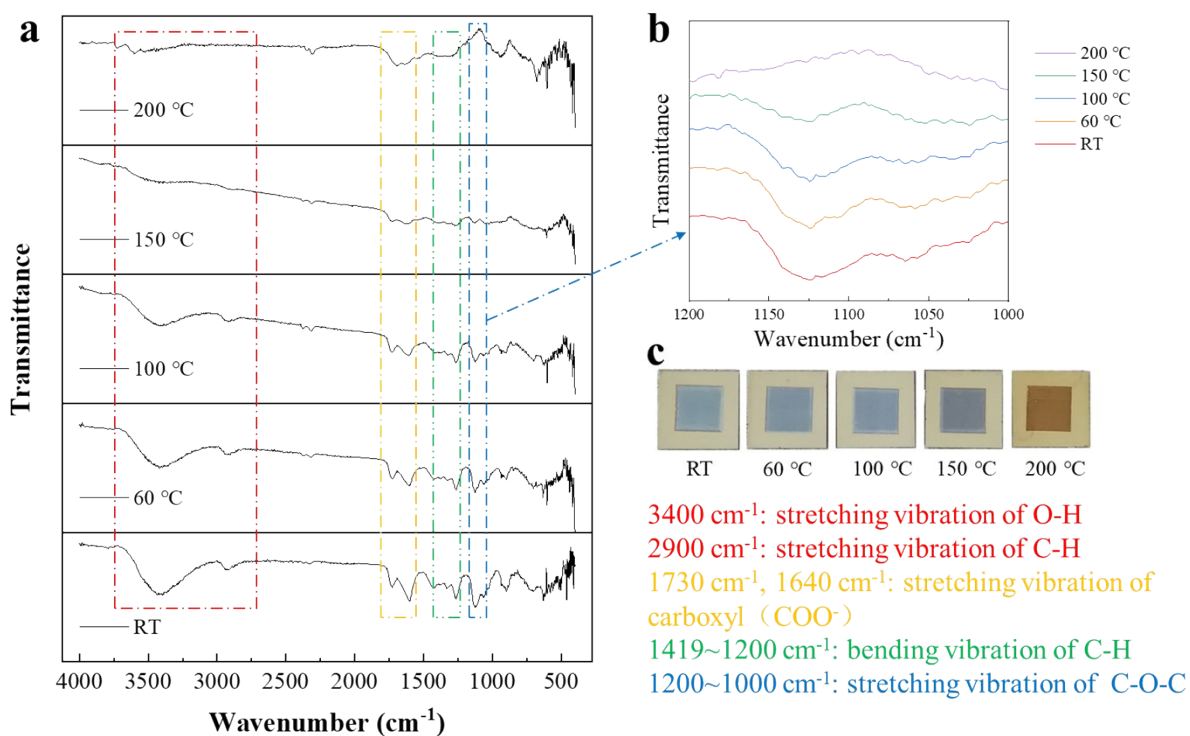 a
200 °C
150 °C
100 °C
60 °C
RT
Transmittance
4000 3500 3000 2500 2000 1500 1000 500
Wavenumber (cm⁻¹)
b
200 °C
150 °C
100 °C
60 °C
RT
Transmittance
1200 1150 1100 1050 1000
Wavenumber (cm⁻¹)
c
RT 60 °C 100 °C 150 °C 200 °C
3400 cm⁻¹: stretching vibration of O-H
2900 cm⁻¹: stretching vibration of C-H
1730 cm⁻¹, 1640 cm⁻¹: stretching vibration of
carboxyl（COO⁻）
1419~1200 cm⁻¹: bending vibration of C-H
1200~1000 cm⁻¹: stretching vibration of C-O-C